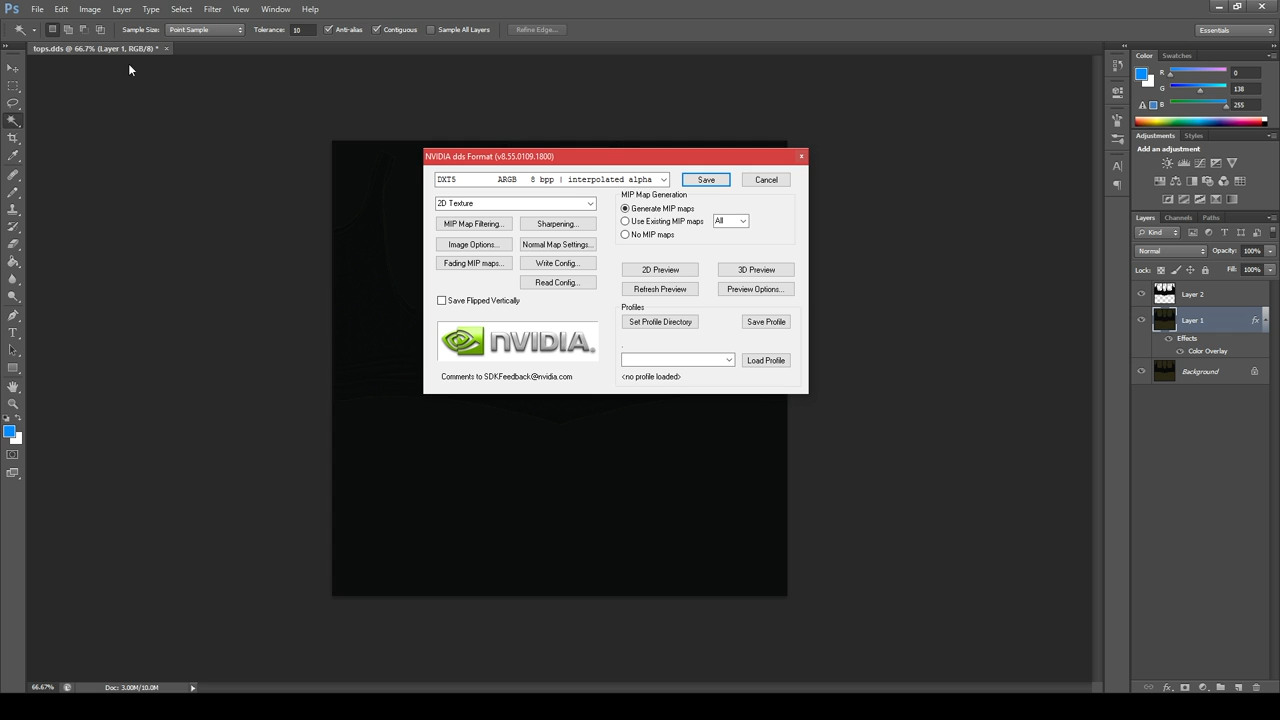 Ps File Edit Image Layer Type Select Filter View Window Help
Sample Size: Point Sample Tolerance: 10 Anti-alias Contiguous Sample All Layers Refine Edge... Essentials
tops.dds @ 66.7% (Layer 1, RGB/8) * ×
Color Swatches
R 0
G 138
B 255
Adjustments Styles
Add an adjustment
Layers Channels Paths
Kind
Normal Opacity: 100%
Locks: Fill: 100%
Layer 2
Layer 1 fx
Effects
Color Overlay
Background
NVIDIA dds Format (v8.55.0109.1800) x
DXT5 ARGB 8 bpp | interpolated alpha Save Cancel
2D Texture
MIP Map Filtering... Sharpening...
Image Options... Normal Map Settings...
Fading MIP maps... Write Config...
Read Config...
Save Flipped Vertically
nVIDIA.
Comments to SDKFeedback@nvidia.com
MIP Map Generation
Generate MIP maps
Use Existing MIP maps All
No MIP maps
2D Preview 3D Preview
Refresh Preview Preview Options...
Profiles
Set Profile Directory Save Profile
.
Load Profile
<no profile loaded>
66.67% Doc: 3.00M/10.0M
fx